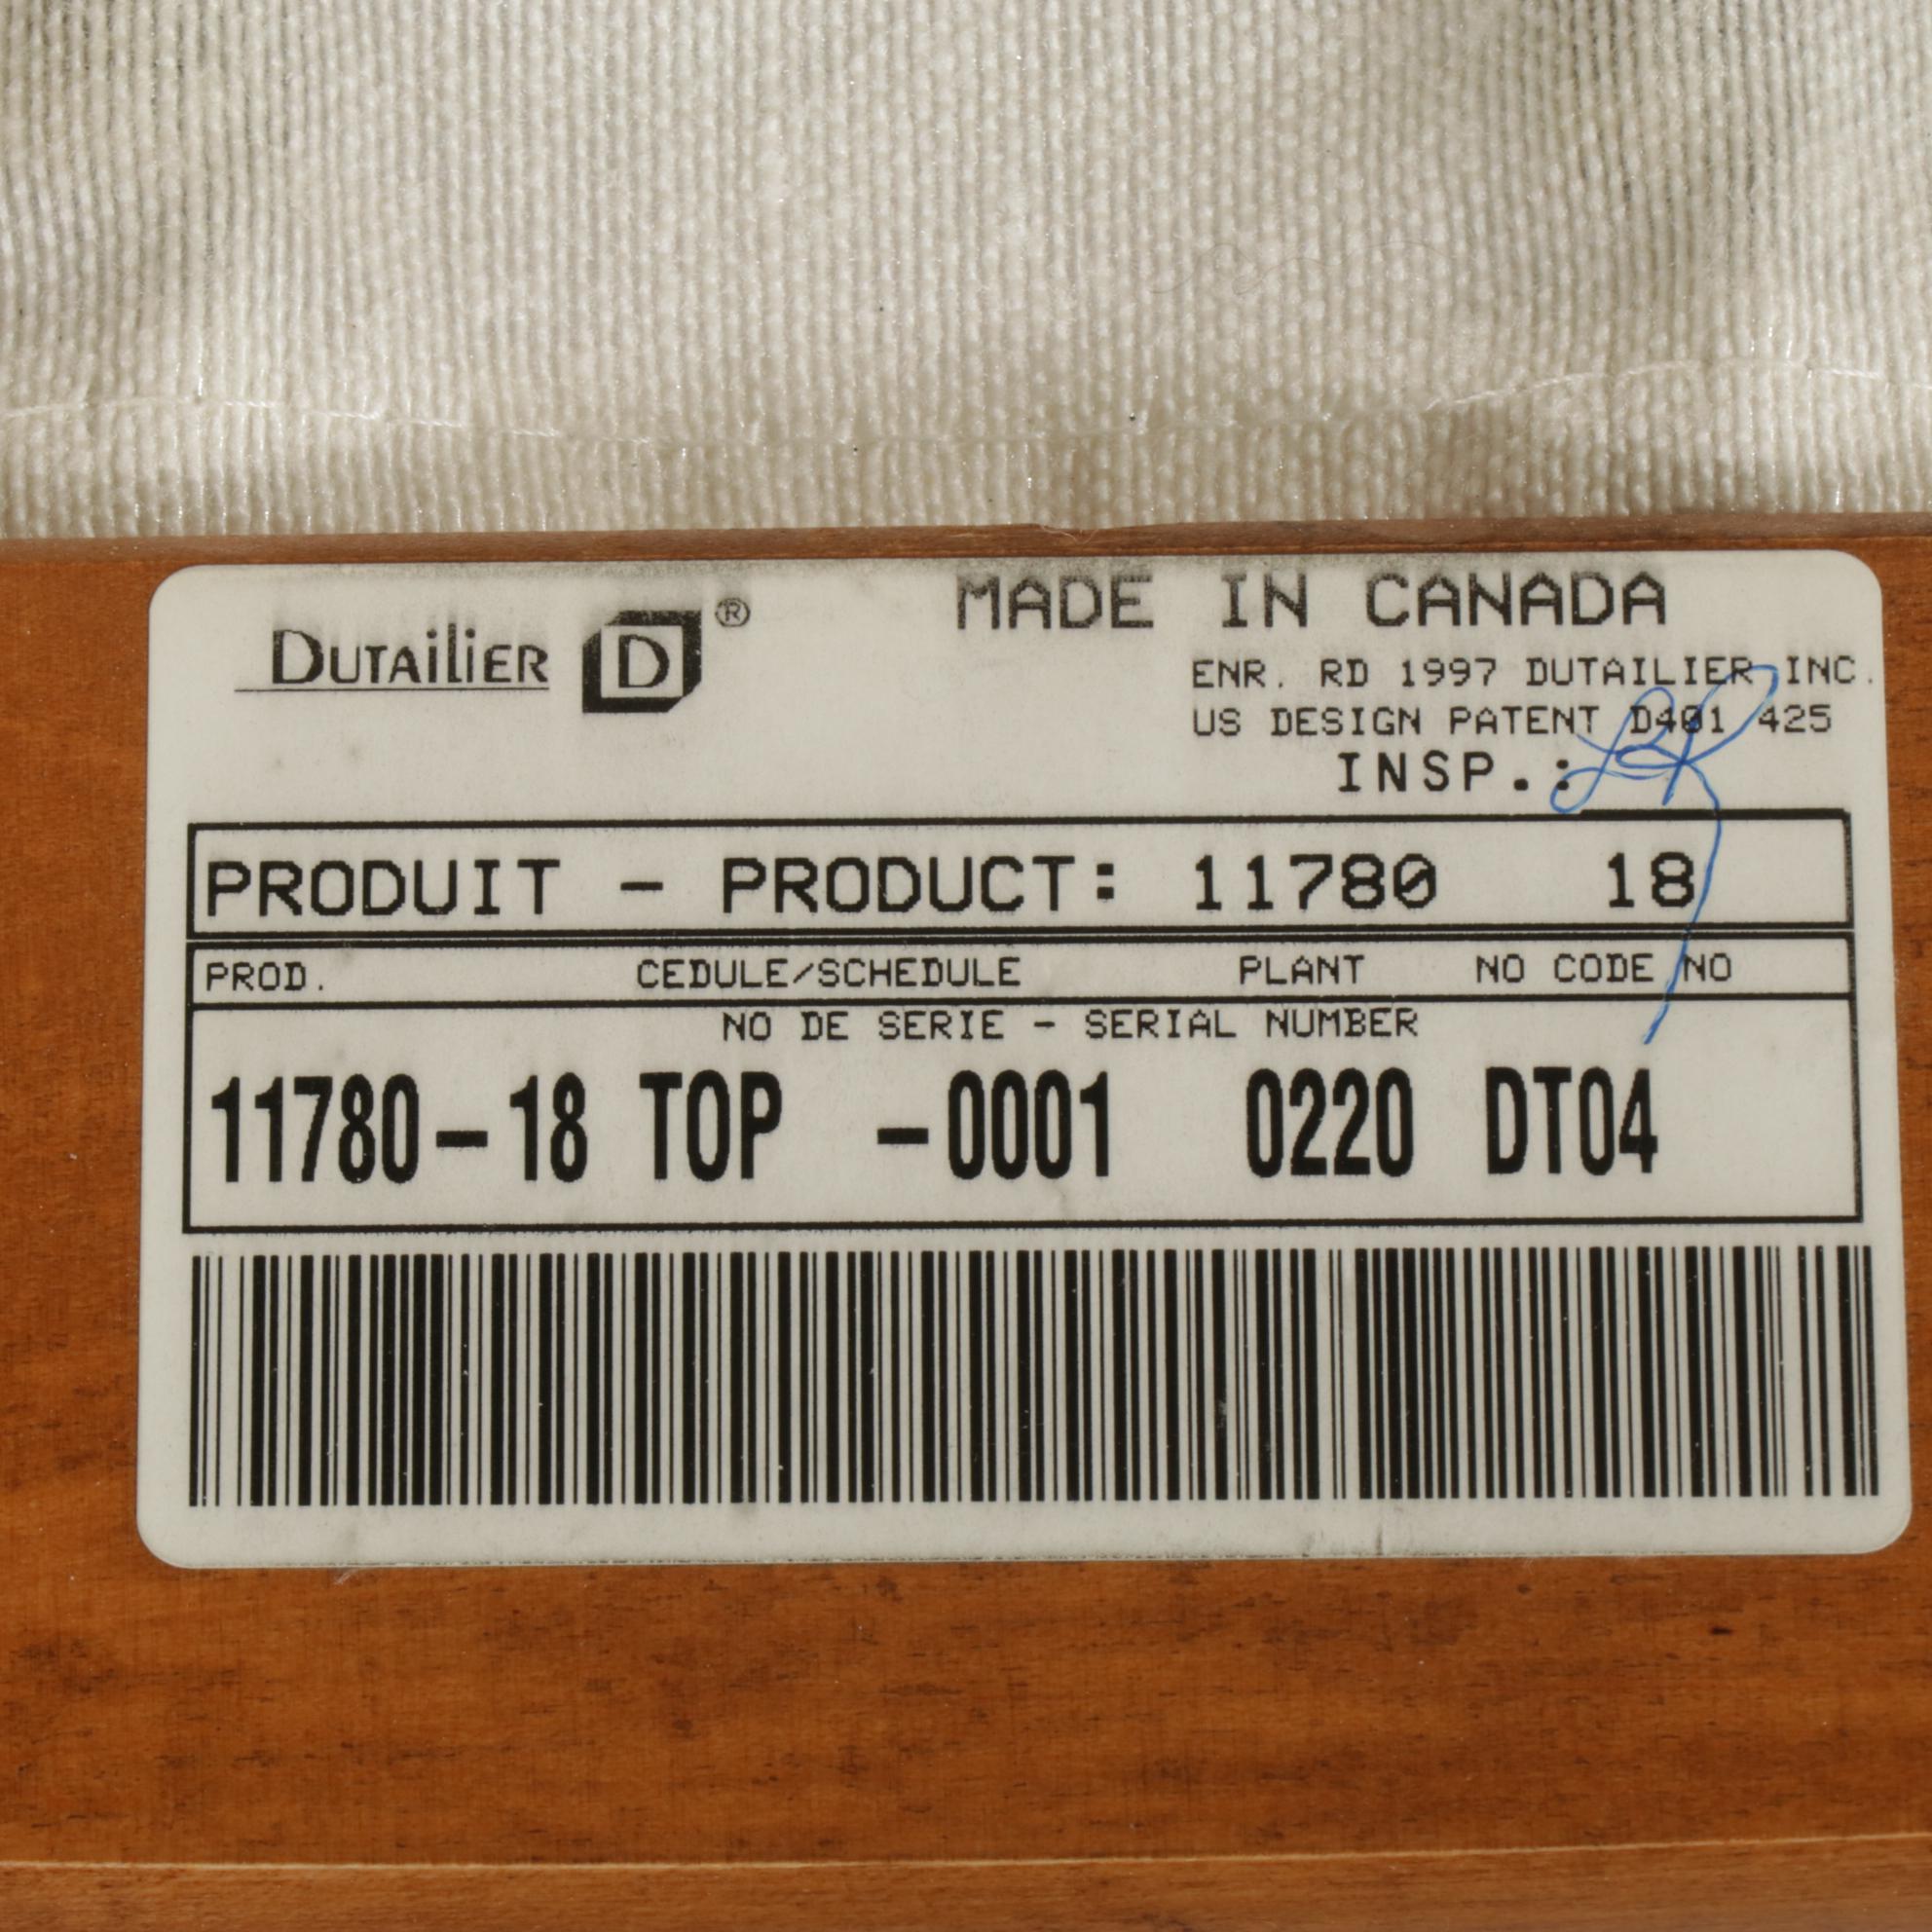 DUTAILIER D ®
MADE IN CANADA
ENR. RD 1997 DUTAILIER INC.
US DESIGN PATENT D401 425
INSP.:
PRODUIT - PRODUCT: 11780 18
PROD. CEDULE/SCHEDULE PLANT NO CODE NO
NO DE SERIE - SERIAL NUMBER
11780-18 TOP -0001 0220 DT04